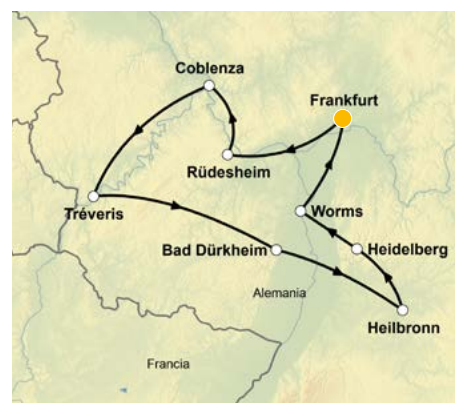 Coblenza
Frankfurt
Rüdesheim
Tréveris
Worms
Bad Dürkheim
Heidelberg
Alemania
Heilbronn
Francia